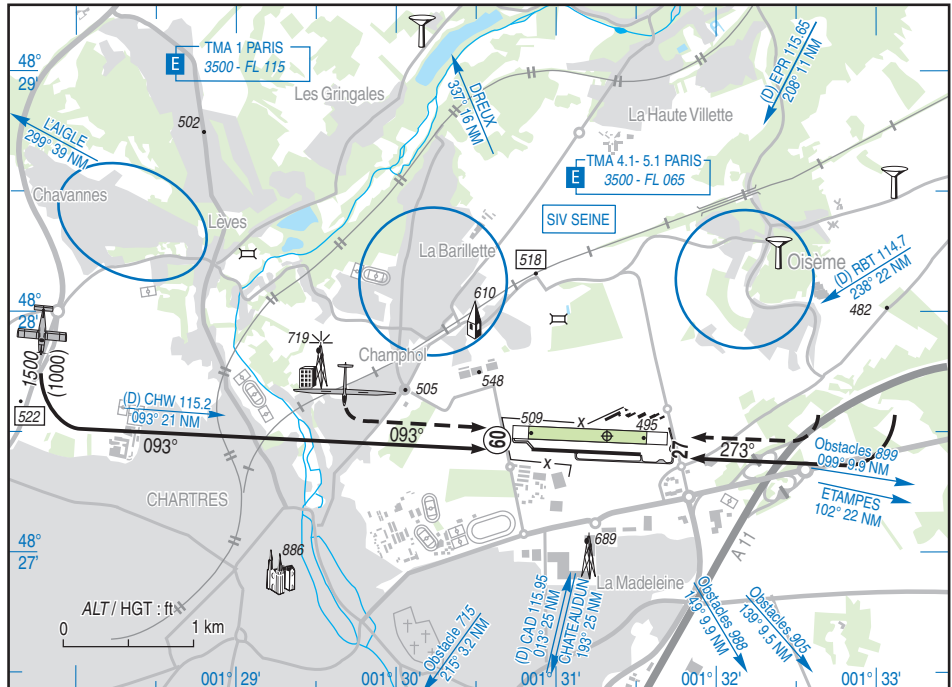 48°
29'
E
TMA 1 PARIS
3500 - FL 115
Les Gringales
DREUX
337° 16 NM
(D) EPR 115.65
208° 11 NM
La Haute Villette
502
L'AIGLE
299° 39 NM
E
TMA 4.1- 5.1 PARIS
3500 - FL 065
SIV SEINE
Chavannes
Lèves
La Barillette
518
Oisème
(D) RBT 114.7
238° 22 NM
48°
28'
610
482
719
Champhol
1500
(1000)
505
548
522
(D) CHW 115.2
093° 21 NM
093°
093°
09
509
x
495
27
273°
x
Obstacles 899
099° 9.9 NM
ETAMPES
102° 22 NM
CHARTRES
A 11
48°
27'
886
689
La Madeleine
ALT / HGT : ft
0
1 km
Obstacle 715
215° 3.2 NM
(D) CAD 115.95
013° 25 NM
CHATEAUDUN
193° 25 NM
Obstacles 988
149° 9.9 NM
Obstacles 905
139° 9.5 NM
001° 29'
001° 30'
001° 31'
001° 32'
001° 33'